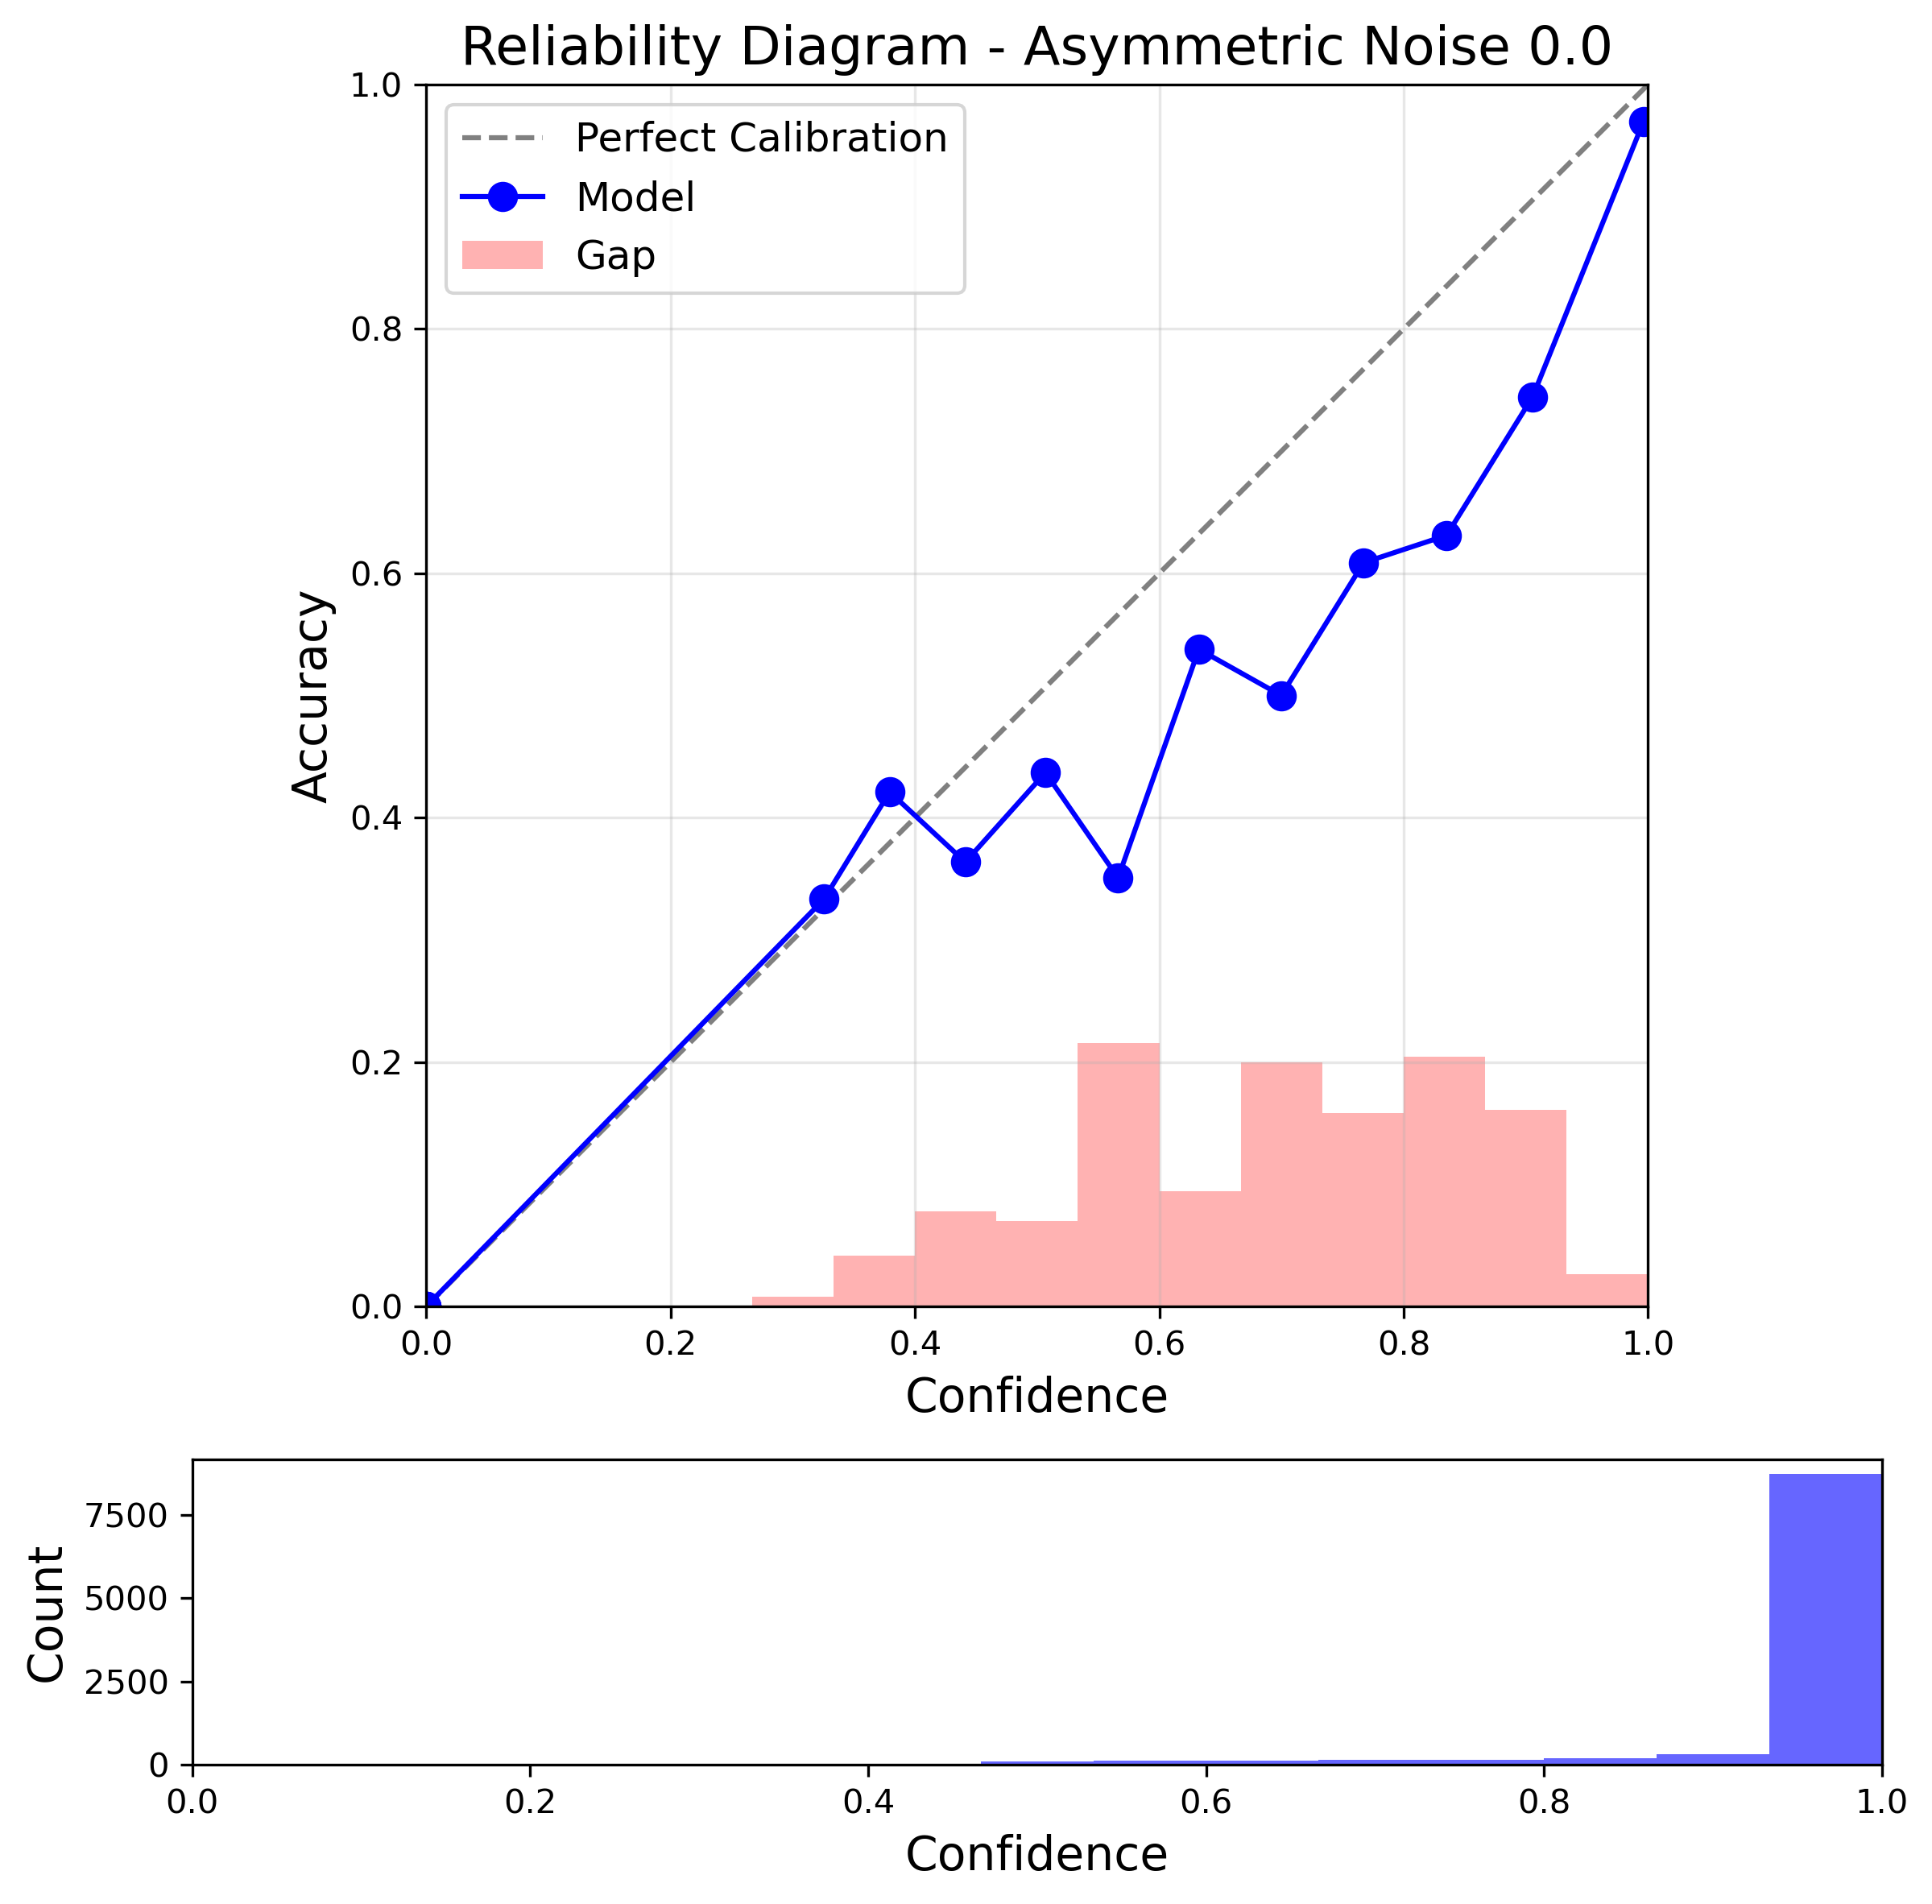 Reliability Diagram - Asymmetric Noise 0.0
1.0
Perfect Calibration
Model
Gap
0.8
0.6
Accuracy
0.4
0.2
0.0
0.0 0.2 0.4 0.6 0.8 1.0
Confidence
7500
5000
Count
2500
0
0.0 0.2 0.4 0.6 0.8 1.0
Confidence